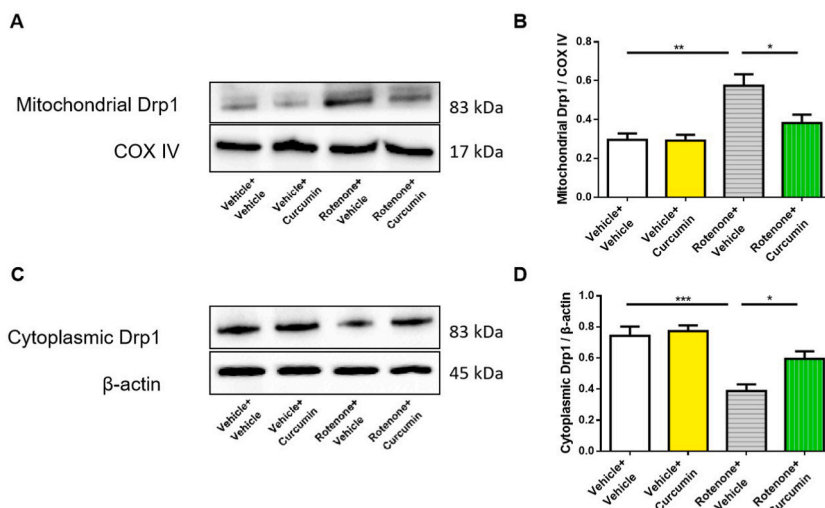 A
Mitochondrial Drp1
83 kDa
COX IV
17 kDa
Vehicle+
Vehicle
Vehicle+
Curcumin
Rotenone+
Vehicle
Rotenone+
Curcumin
B
Mitochondrial Drp1 / COX IV
0.8
0.6
0.4
0.2
0.0
**
*
Vehicle+
Vehicle
Vehicle+
Curcumin
Rotenone+
Vehicle
Rotenone+
Curcumin
C
Cytoplasmic Drp1
83 kDa
β-actin
45 kDa
Vehicle+
Vehicle
Vehicle+
Curcumin
Rotenone+
Vehicle
Rotenone+
Curcumin
D
Cytoplasmic Drp1 / β-actin
1.0
0.8
0.6
0.4
0.2
0.0
***
*
Vehicle+
Vehicle
Vehicle+
Curcumin
Rotenone+
Vehicle
Rotenone+
Curcumin